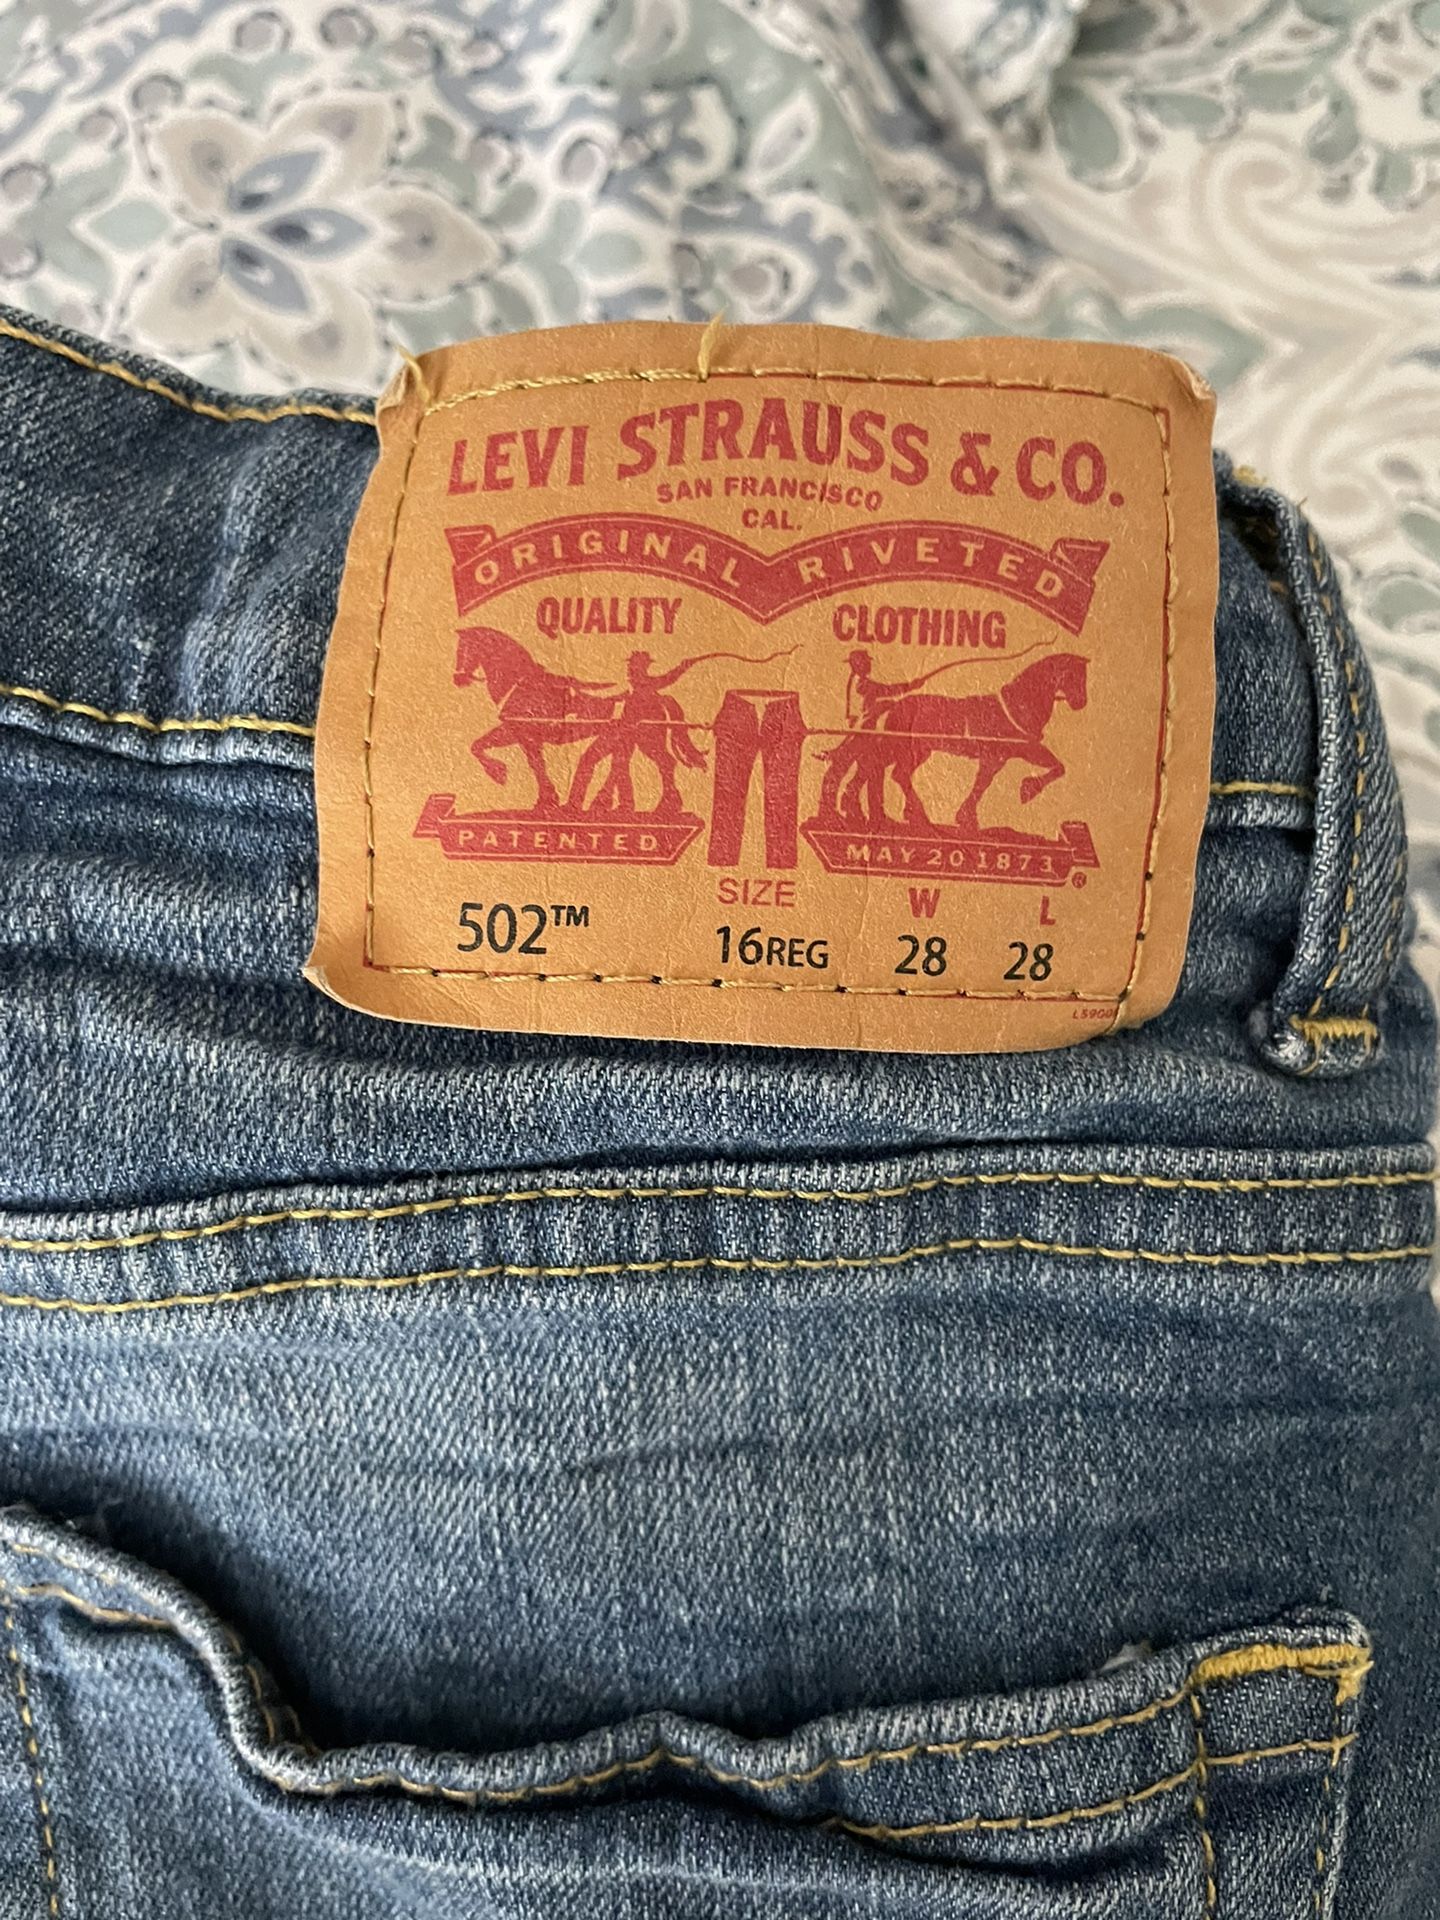 LEVI STRAUSS & CO.
SAN FRANCISCO
CAL.
ORIGINAL RIVETED
QUALITY CLOTHING
PATENTED MAY 20 1873 ®
SIZE W L
502™ 16REG 28 28